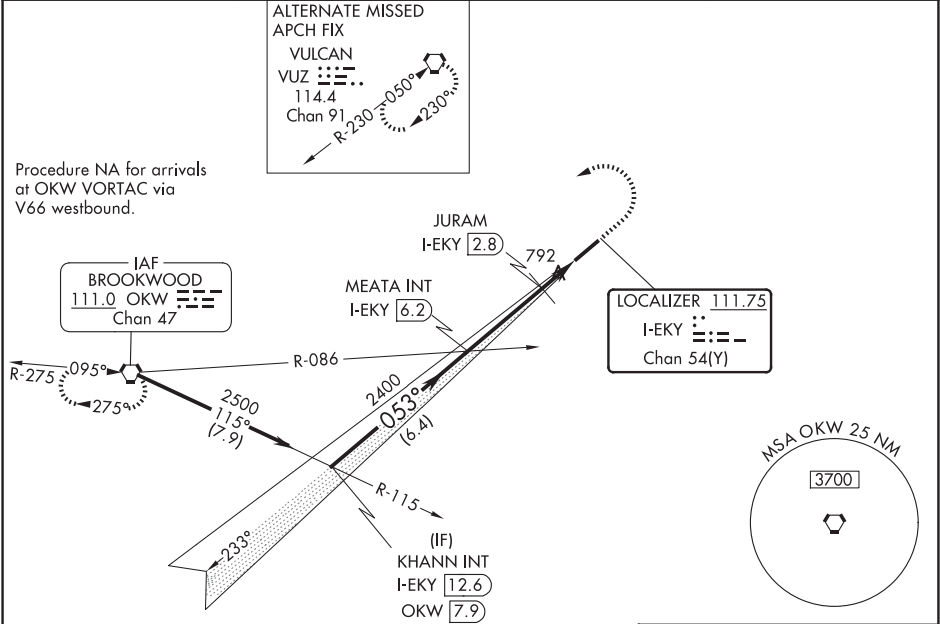 ALTERNATE MISSED
APCH FIX
VULCAN
VUZ
114.4
Chan 91
R-230
050°
230°
Procedure NA for arrivals
at OKW VORTAC via
V66 westbound.
JURAM
I-EKY 2.8
792
IAF
BROOKWOOD
111.0 OKW
Chan 47
MEATA INT
I-EKY 6.2
LOCALIZER 111.75
I-EKY
Chan 54(Y)
R-086
R-275
095°
275°
2500
115°
(7.9)
2400
053°
(6.4)
R-115
233°
(IF)
KHANN INT
I-EKY 12.6
OKW 7.9
MSA OKW 25 NM
3700